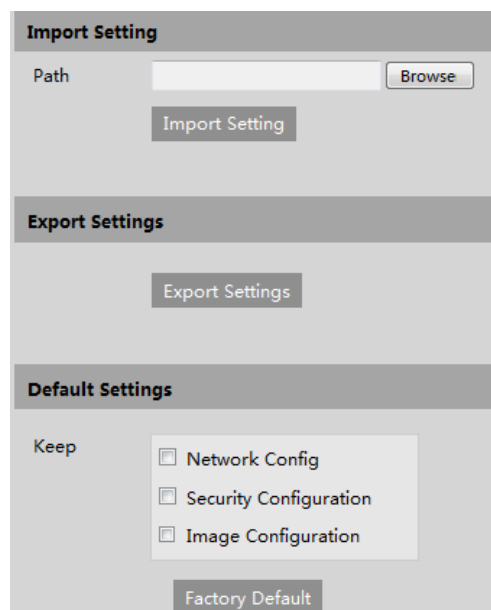 Import Setting
Path
Browse
Import Setting
Export Settings
Export Settings
Default Settings
Keep
Network Config
Security Configuration
Image Configuration
Factory Default